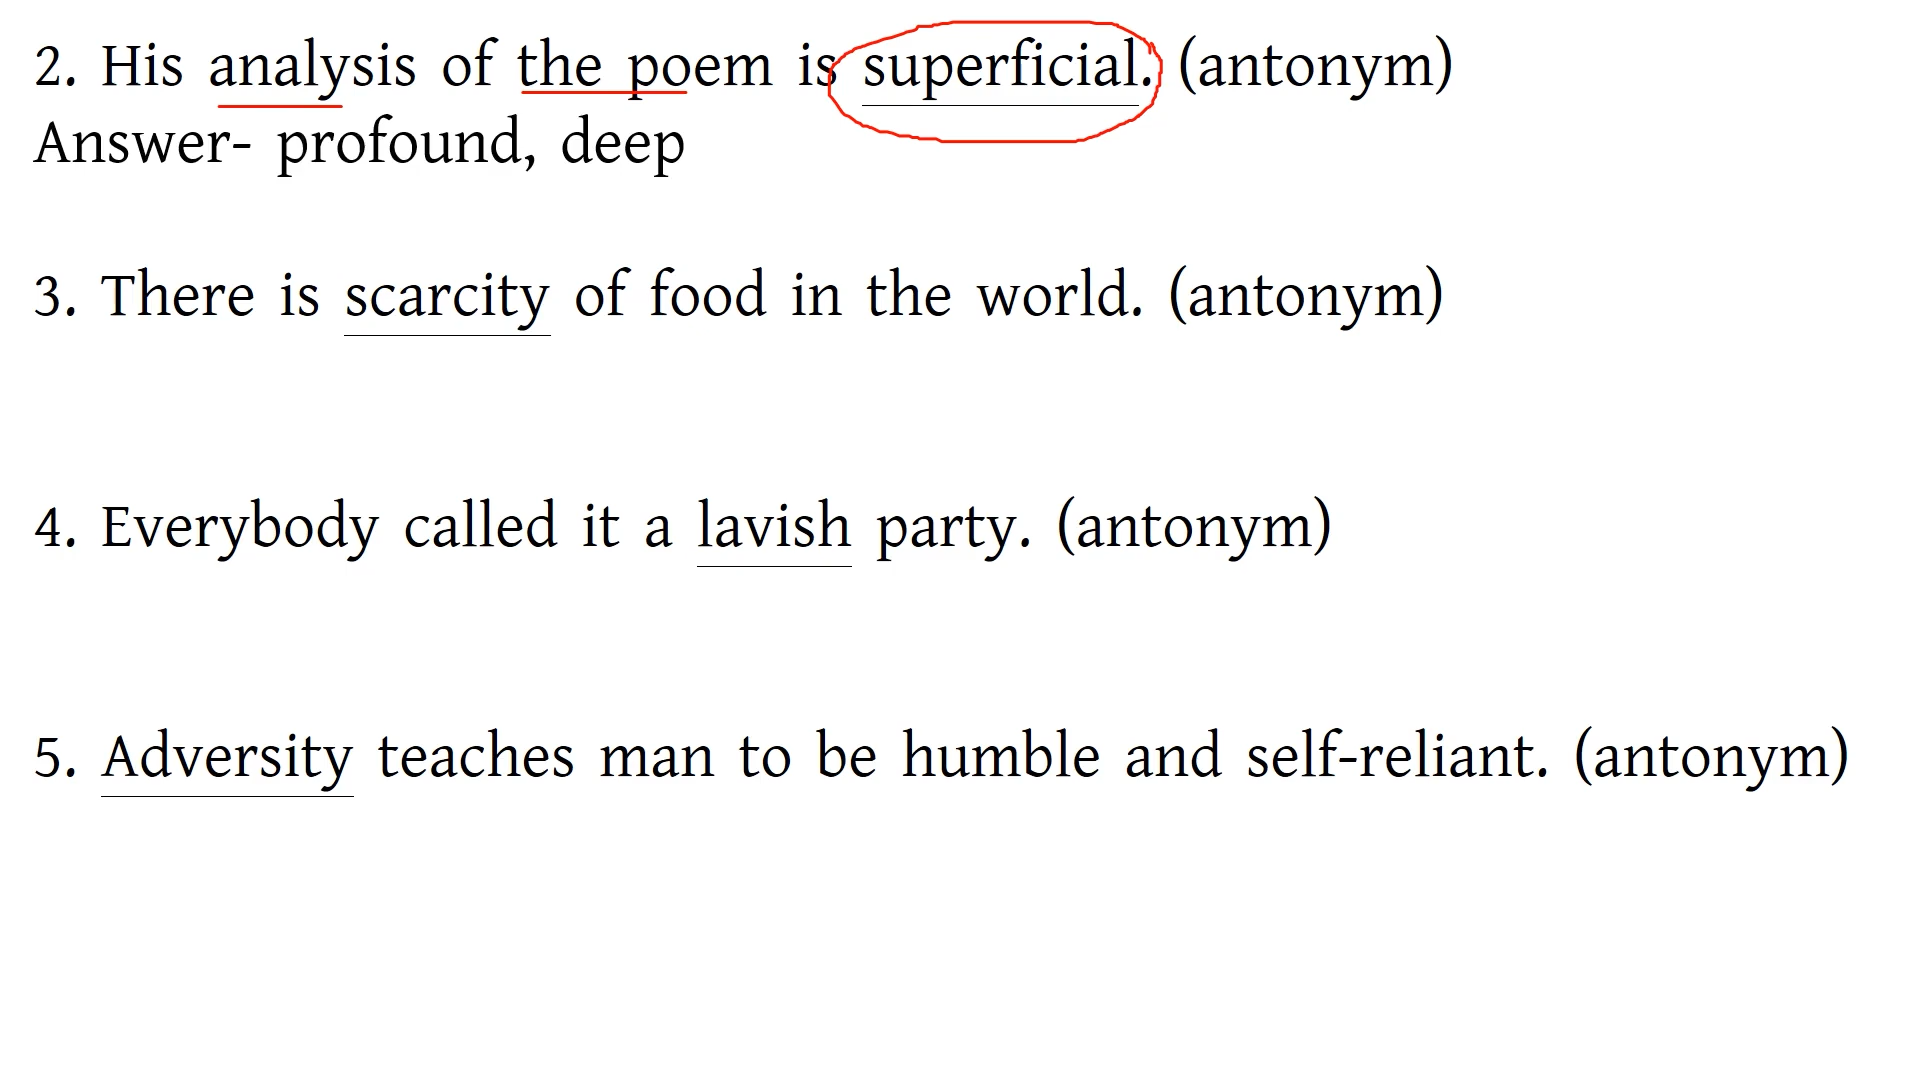 2. His analysis of the poem is superficial. (antonym)
Answer- profound, deep
3. There is scarcity of food in the world. (antonym)
4. Everybody called it a lavish party. (antonym)
5. Adversity teaches man to be humble and self-reliant. (antonym)